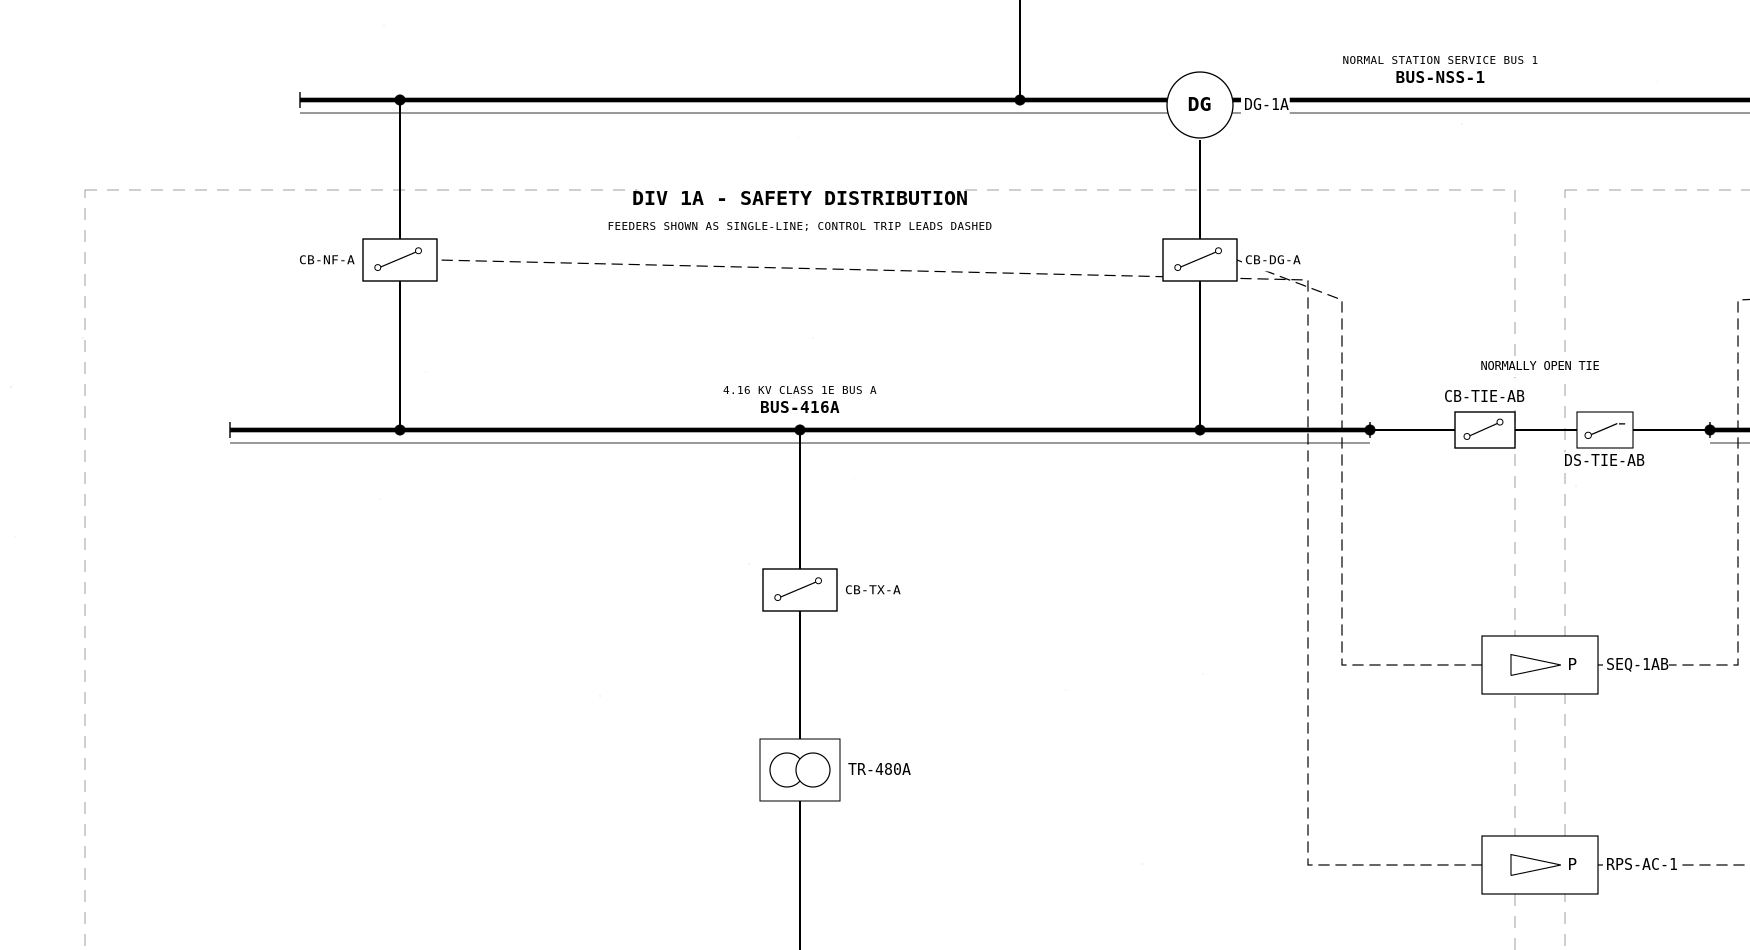 NORMAL STATION SERVICE BUS 1
BUS-NSS-1
DG
DG-1A
DIV 1A - SAFETY DISTRIBUTION
FEEDERS SHOWN AS SINGLE-LINE; CONTROL TRIP LEADS DASHED
CB-NF-A
CB-DG-A
NORMALLY OPEN TIE
4.16 KV CLASS 1E BUS A
CB-TIE-AB
BUS-416A
DS-TIE-AB
CB-TX-A
P
SEQ-1AB
TR-480A
P
RPS-AC-1